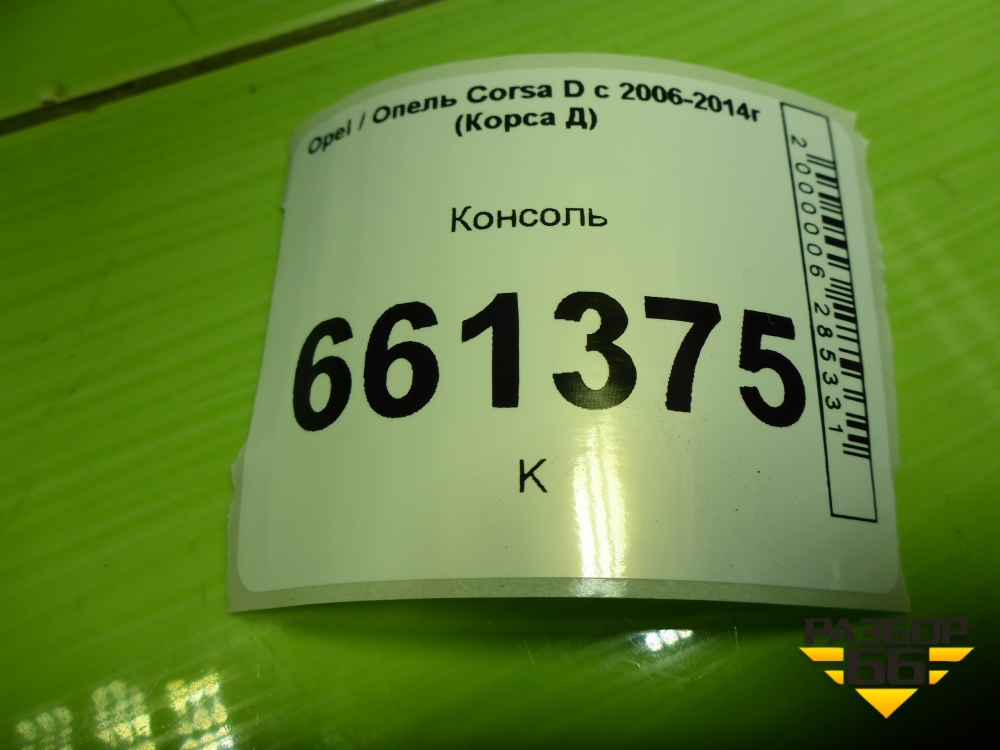 Opel / Опель Corsa D с 2006-2014г
(Корса Д)
Консоль
661375
К
2000006285331
РАЗБОР
66